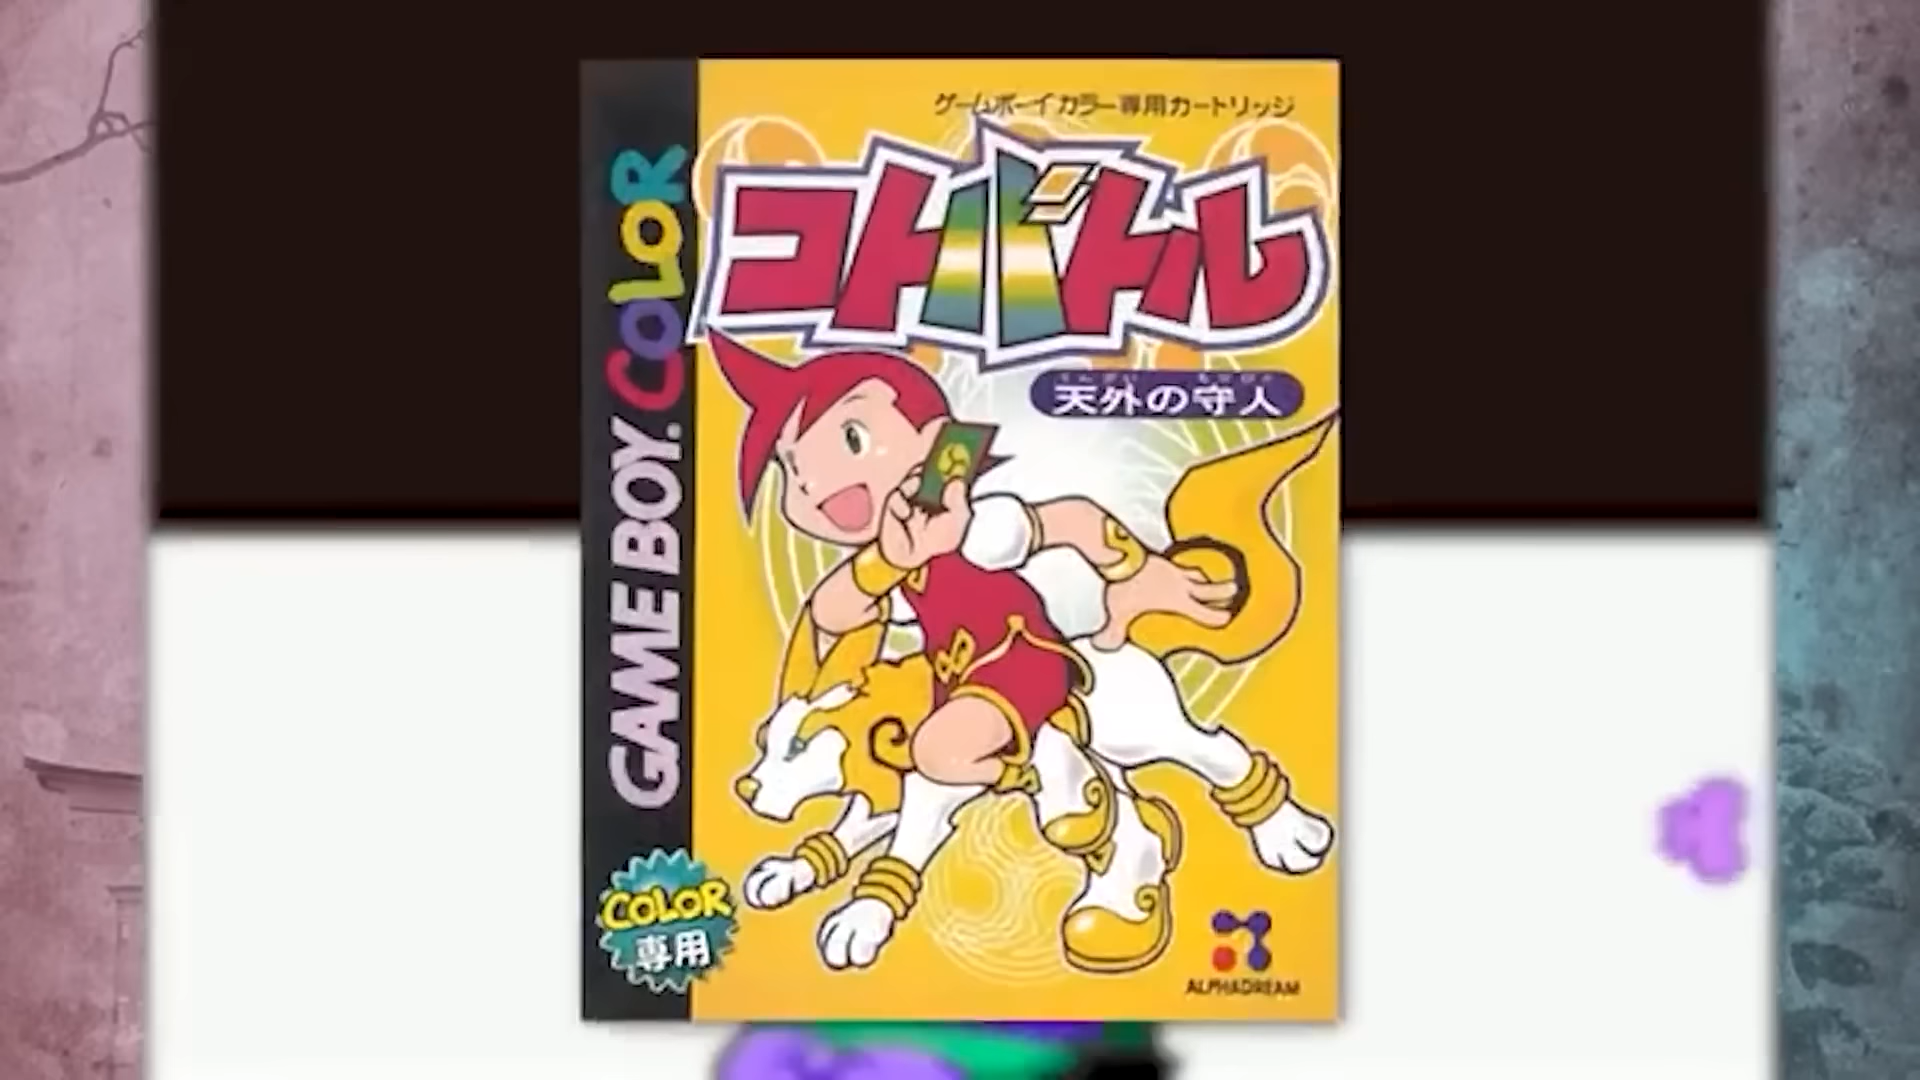 ゲームボーイカラー専用カートリッジ
コトバトル
天外の守人
GAME BOY COLOR
COLOR
専用
ALPHADREAM